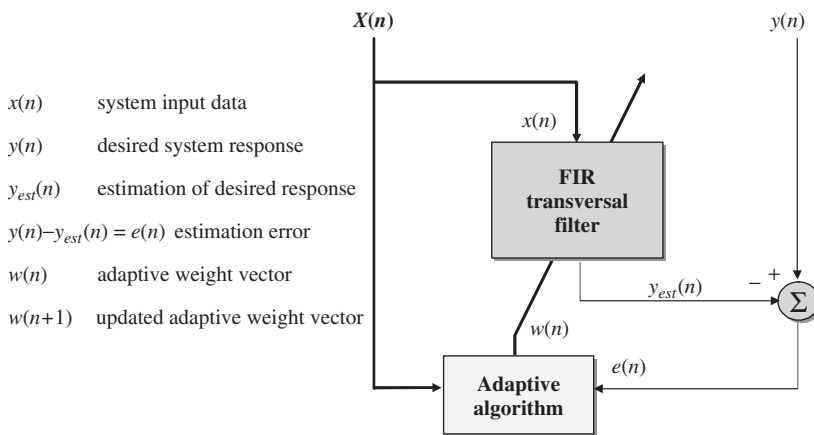 X(n)
y(n)
x(n) system input data
y(n) desired system response
y_est(n) estimation of desired response
y(n)−y_est(n) = e(n) estimation error
w(n) adaptive weight vector
w(n+1) updated adaptive weight vector
x(n)
FIR
transversal
filter
y_est(n)
− +
Σ
w(n)
e(n)
Adaptive
algorithm